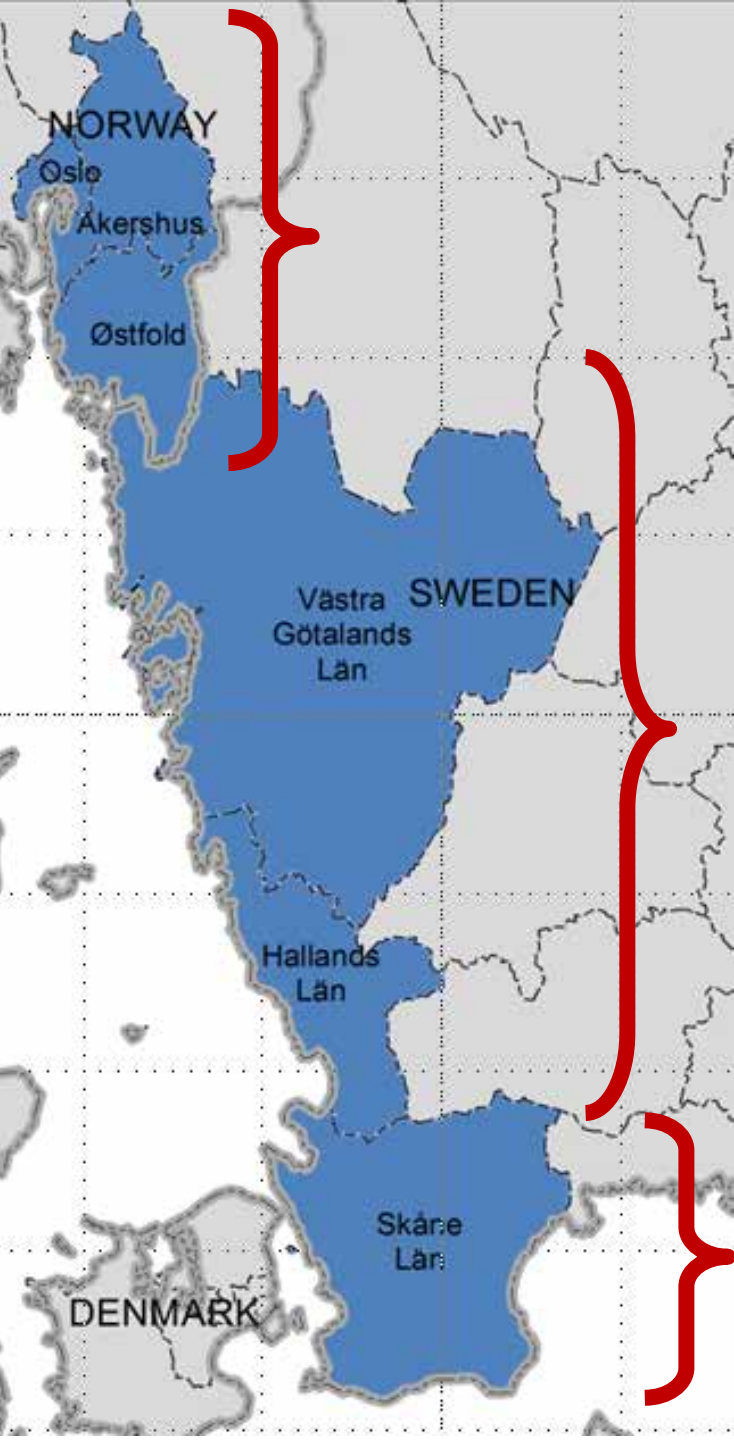 NORWAY
Oslo
Akershus
Østfold
Västra
Götalands
Län
SWEDEN
Hallands
Län
Skåne
Län
DENMARK